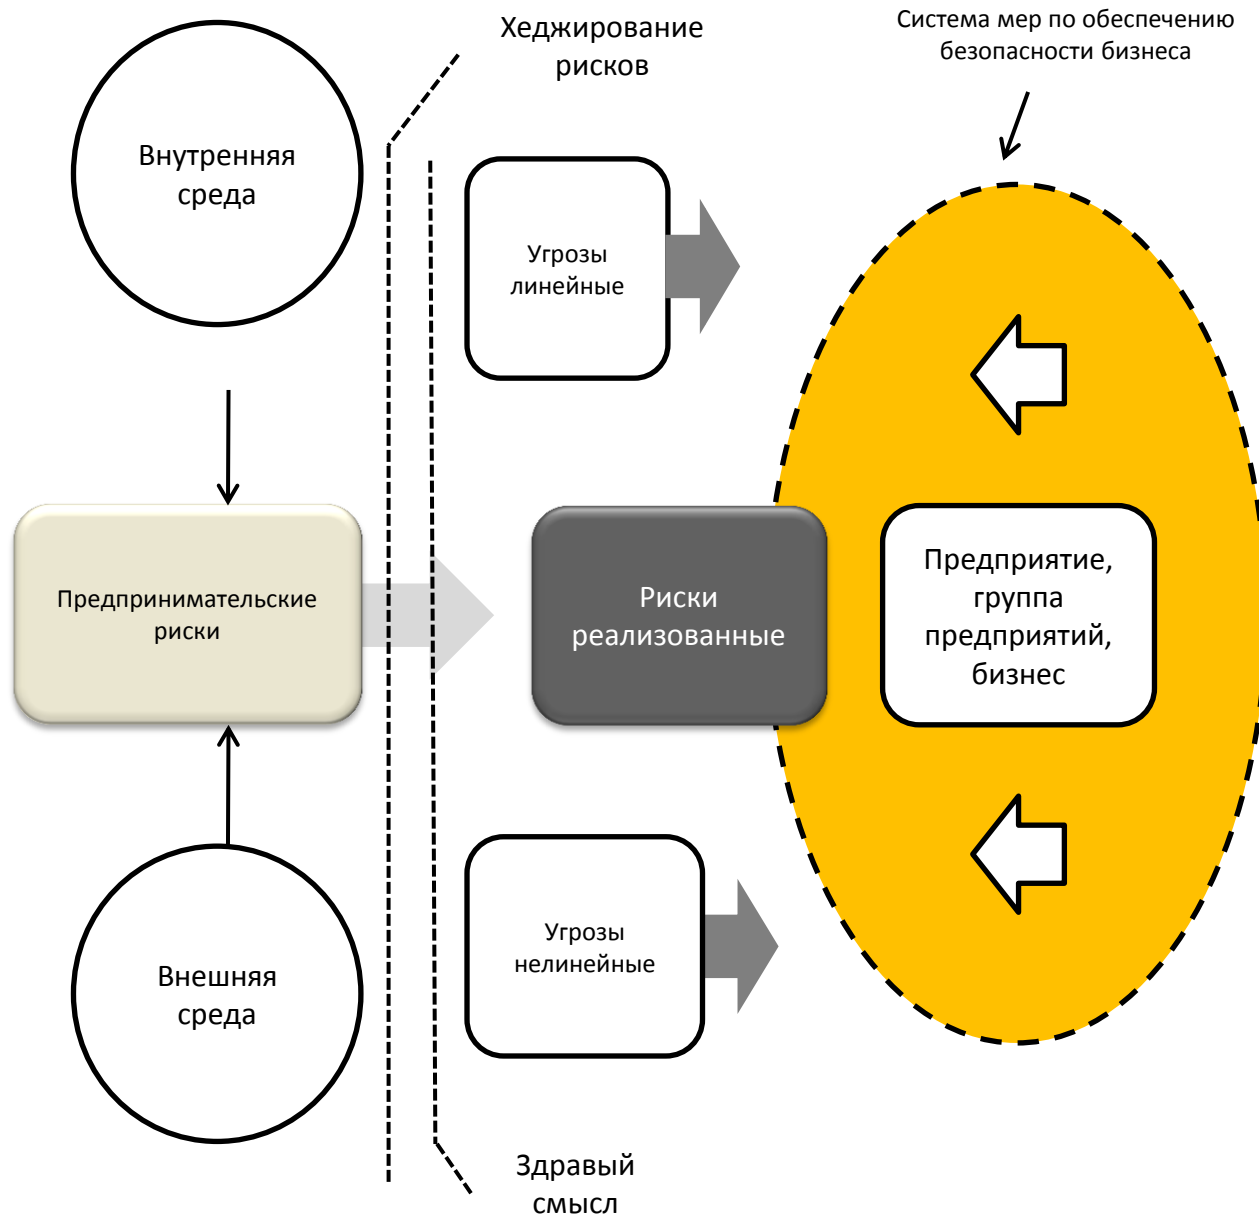 Хеджирование
рисков
Система мер по обеспечению
безопасности бизнеса
Внутренняя
среда
Угрозы
линейные
Предпринимательские
риски
Риски
реализованные
Предприятие,
группа
предприятий,
бизнес
Угрозы
нелинейные
Внешняя
среда
Здравый
смысл